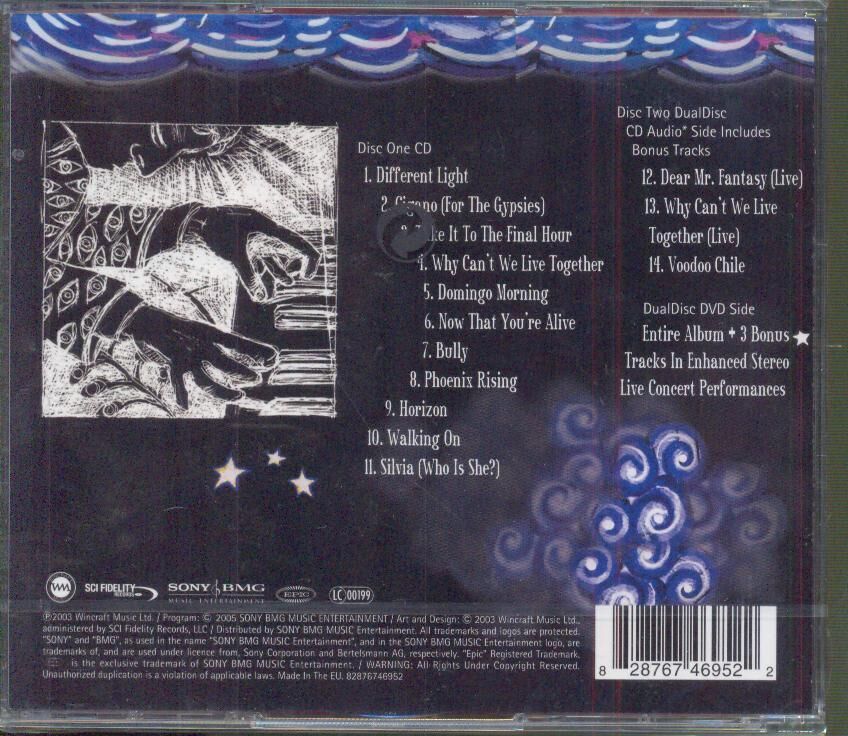 Disc One CD
1. Different Light
2. Cigano (For The Gypsies)
3. Take It To The Final Hour
4. Why Can't We Live Together
5. Domingo Morning
6. Now That You're Alive
7. Bully
8. Phoenix Rising
9. Horizon
10. Walking On
11. Silvia (Who Is She?)
Disc Two DualDisc
CD Audio* Side Includes
Bonus Tracks
12. Dear Mr. Fantasy (Live)
13. Why Can't We Live
Together (Live)
14. Voodoo Chile
DualDisc DVD Side
Entire Album + 3 Bonus
Tracks In Enhanced Stereo
Live Concert Performances
WM
SCI FIDELITY
RECORDS
SONY BMG
MUSIC ENTERTAINMENT
EPIC
LC 00199
℗2003 Wincraft Music Ltd. / Program: © 2005 SONY BMG MUSIC ENTERTAINMENT / Art and Design: © 2003 Wincraft Music Ltd.,
administered by SCI Fidelity Records, LLC / Distributed by SONY BMG MUSIC Entertainment. All trademarks and logos are protected.
"SONY" and "BMG", as used in the name "SONY BMG MUSIC Entertainment", and in the SONY BMG MUSIC Entertainment logo, are
trademarks of, and are used under licence from, Sony Corporation and Bertelsmann AG, respectively. "Epic" Registered Trademark.
is the exclusive trademark of SONY BMG MUSIC Entertainment. / WARNING: All Rights Under Copyright Reserved.
Unauthorized duplication is a violation of applicable laws. Made In The EU. 82876746952
8 28767 46952 2